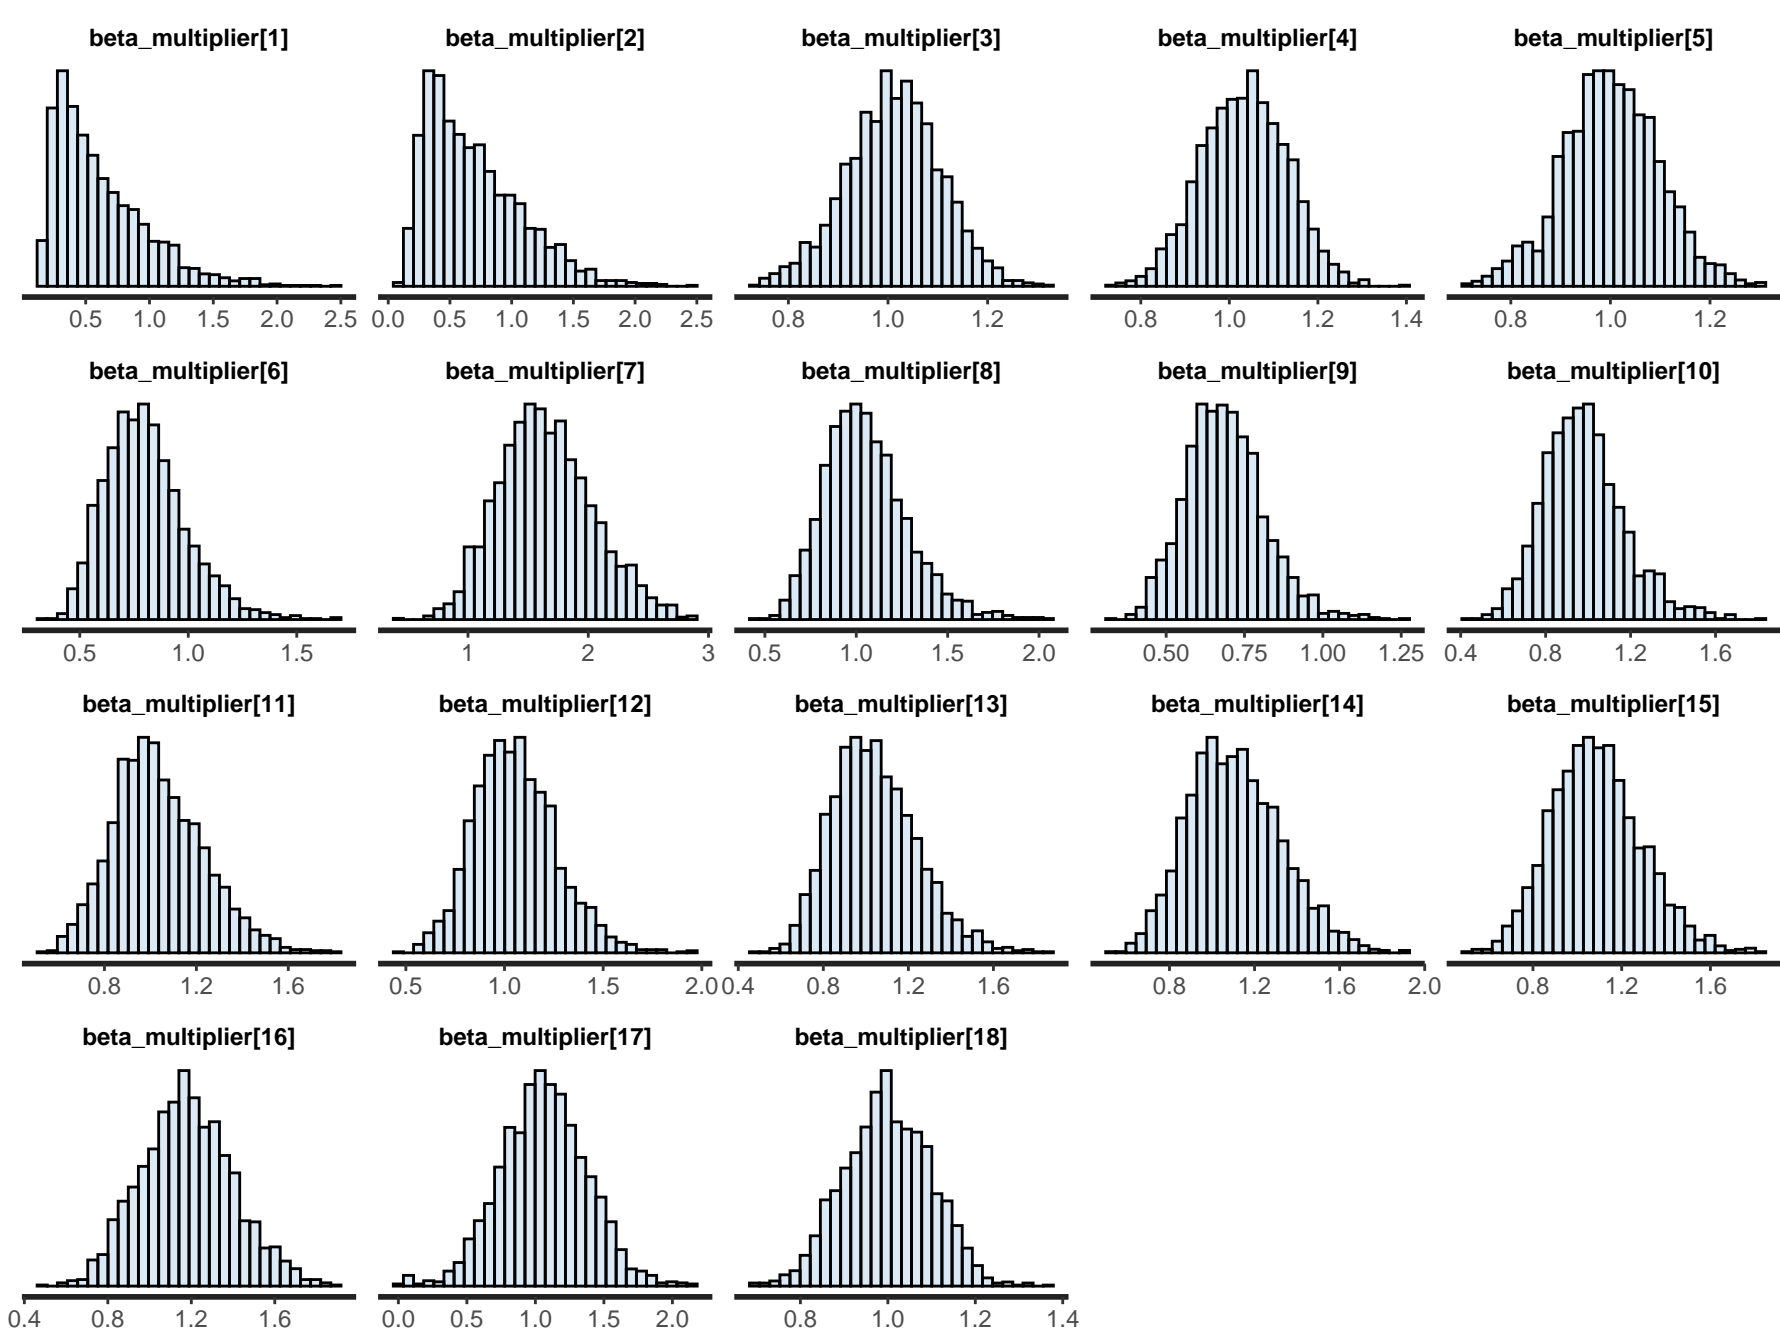 beta_multiplier[1] beta_multiplier[2] beta_multiplier[3] beta_multiplier[4] beta_multiplier[5]
0.5 1.0 1.5 2.0 2.5 0.0 0.5 1.0 1.5 2.0 2.5 0.8 1.0 1.2 0.8 1.0 1.2 1.4 0.8 1.0 1.2
beta_multiplier[6] beta_multiplier[7] beta_multiplier[8] beta_multiplier[9] beta_multiplier[10]
0.5 1.0 1.5 1 2 3 0.5 1.0 1.5 2.0 0.50 0.75 1.00 1.25 0.4 0.8 1.2 1.6
beta_multiplier[11] beta_multiplier[12] beta_multiplier[13] beta_multiplier[14] beta_multiplier[15]
0.8 1.2 1.6 0.5 1.0 1.5 2.0 0.4 0.8 1.2 1.6 0.8 1.2 1.6 2.0 0.8 1.2 1.6
beta_multiplier[16] beta_multiplier[17] beta_multiplier[18]
0.4 0.8 1.2 1.6 0.0 0.5 1.0 1.5 2.0 0.8 1.0 1.2 1.4